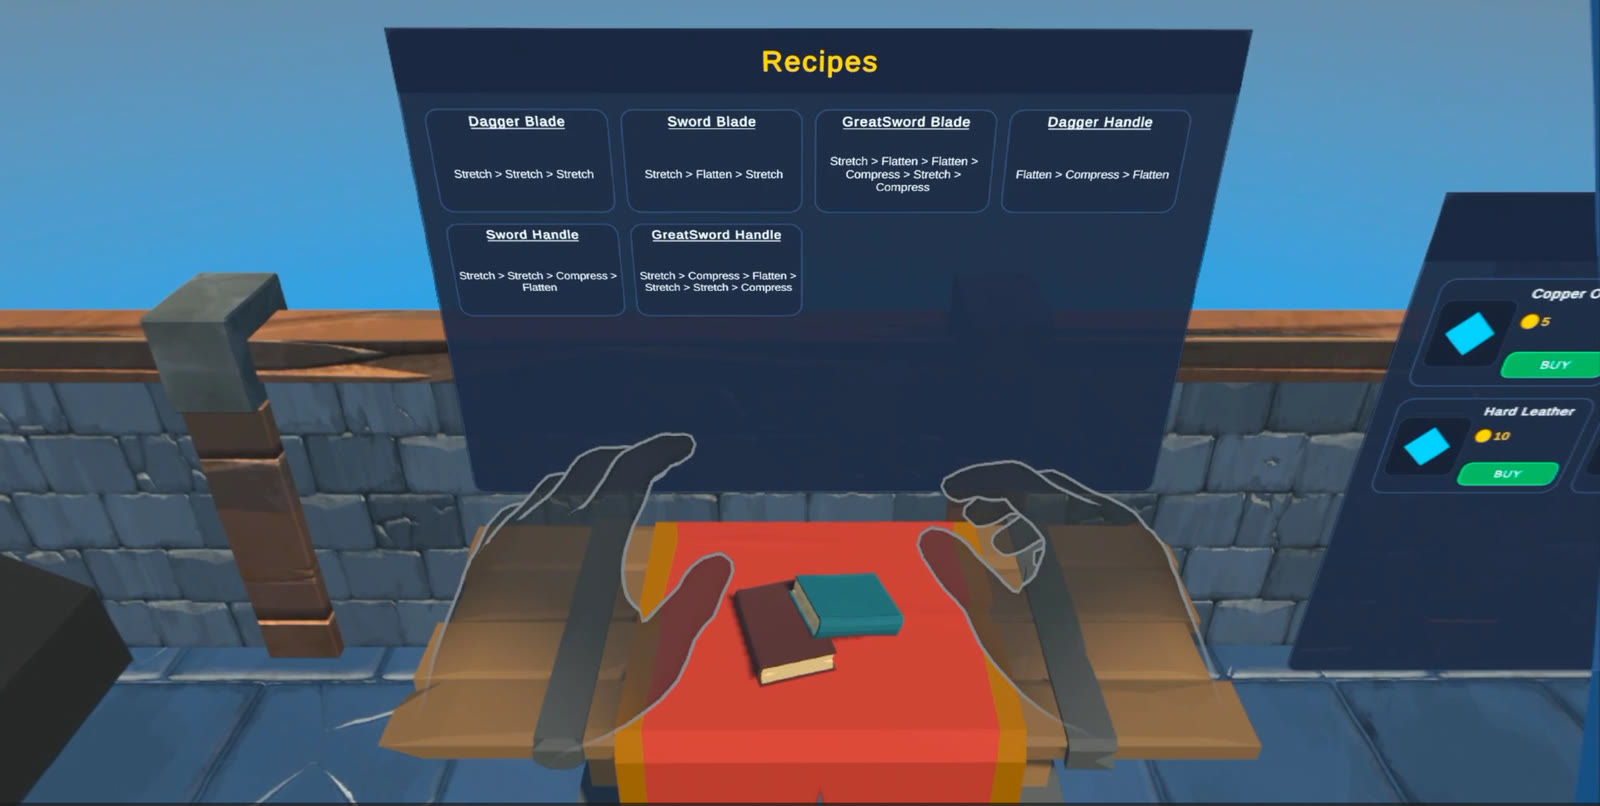 Recipes
Dagger Blade
Stretch > Stretch > Stretch
Sword Blade
Stretch > Flatten > Stretch
GreatSword Blade
Stretch > Flatten > Flatten >
Compress > Stretch >
Compress
Dagger Handle
Flatten > Compress > Flatten
Sword Handle
Stretch > Stretch > Compress >
Flatten
GreatSword Handle
Stretch > Compress > Flatten >
Stretch > Stretch > Compress
Copper
5
BUY
Hard Leather
10
BUY